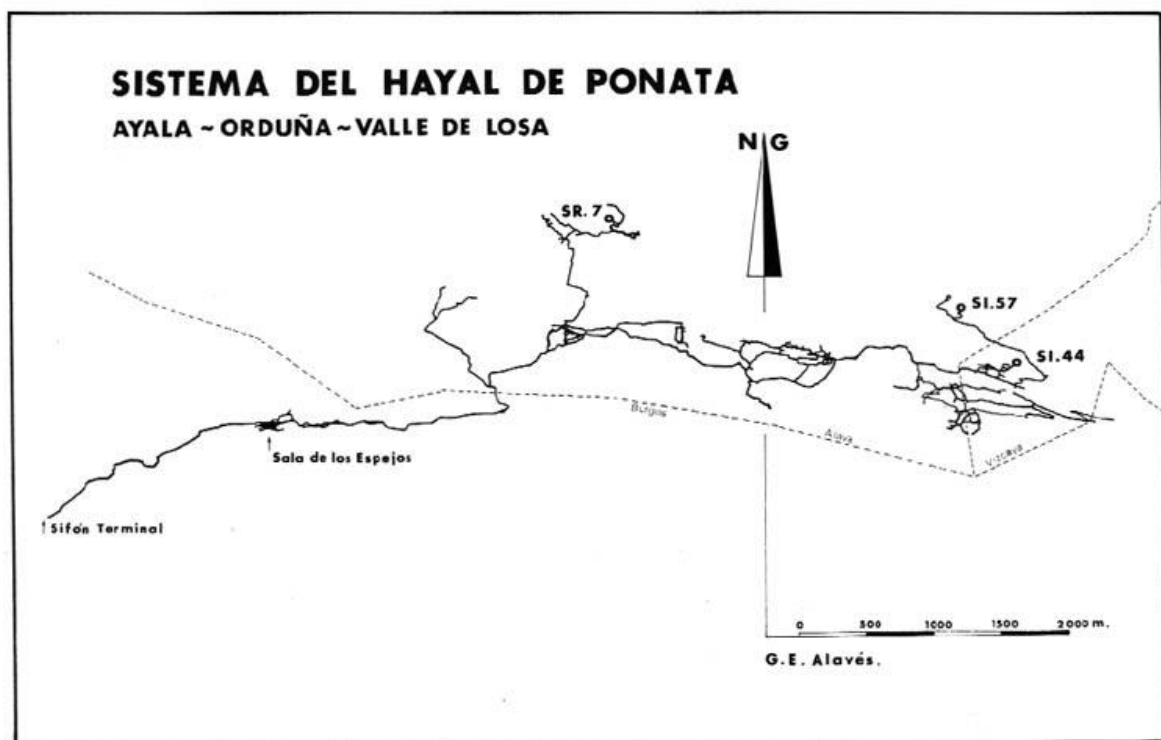 SISTEMA DEL HAYAL DE PONATA
AYALA ~ ORDUÑA ~ VALLE DE LOSA
N G
SR. 7
SI.57
SI.44
Burgos
Alava
Vizcaya
Sala de los Espejos
Sifón Terminal
0 500 1000 1500 2000 m.
G.E. Alavés.